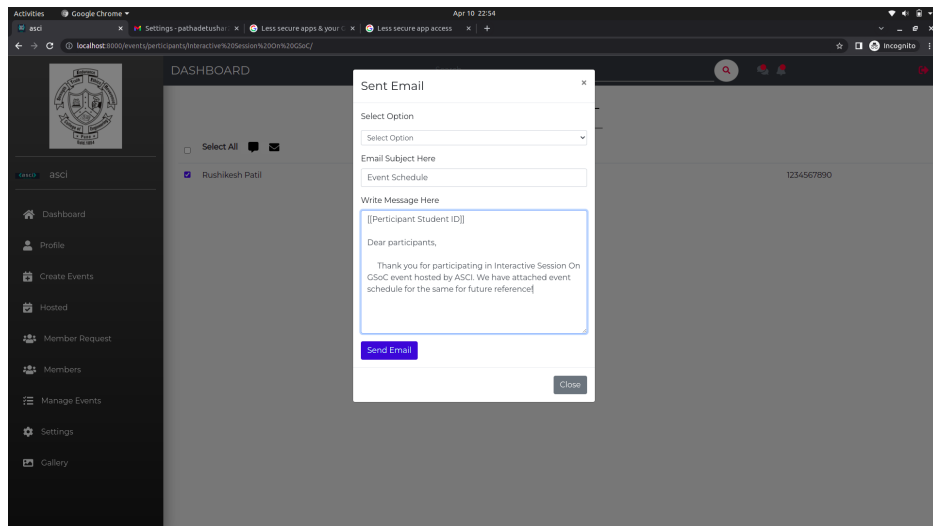 Activities
Google Chrome
Apr 10 22:54
asci
Settings - pathadetushar
Less secure apps & your G
Less secure app access
localhost:8000/events/perticipants/Interactive%20Session%20On%20GSoC/
Incognito
DASHBOARD
asci
Dashboard
Profile
Create Events
Hosted
Member Request
Members
Manage Events
Settings
Gallery
Select All
Rushikesh Patil
1234567890
Sent Email
×
Select Option
Select Option
Email Subject Here
Event Schedule
Write Message Here
[[Perticipant Student ID]]
Dear participants,
Thank you for participating in Interactive Session On
GSoC event hosted by ASCI. We have attached event
schedule for the same for future reference!
Send Email
Close